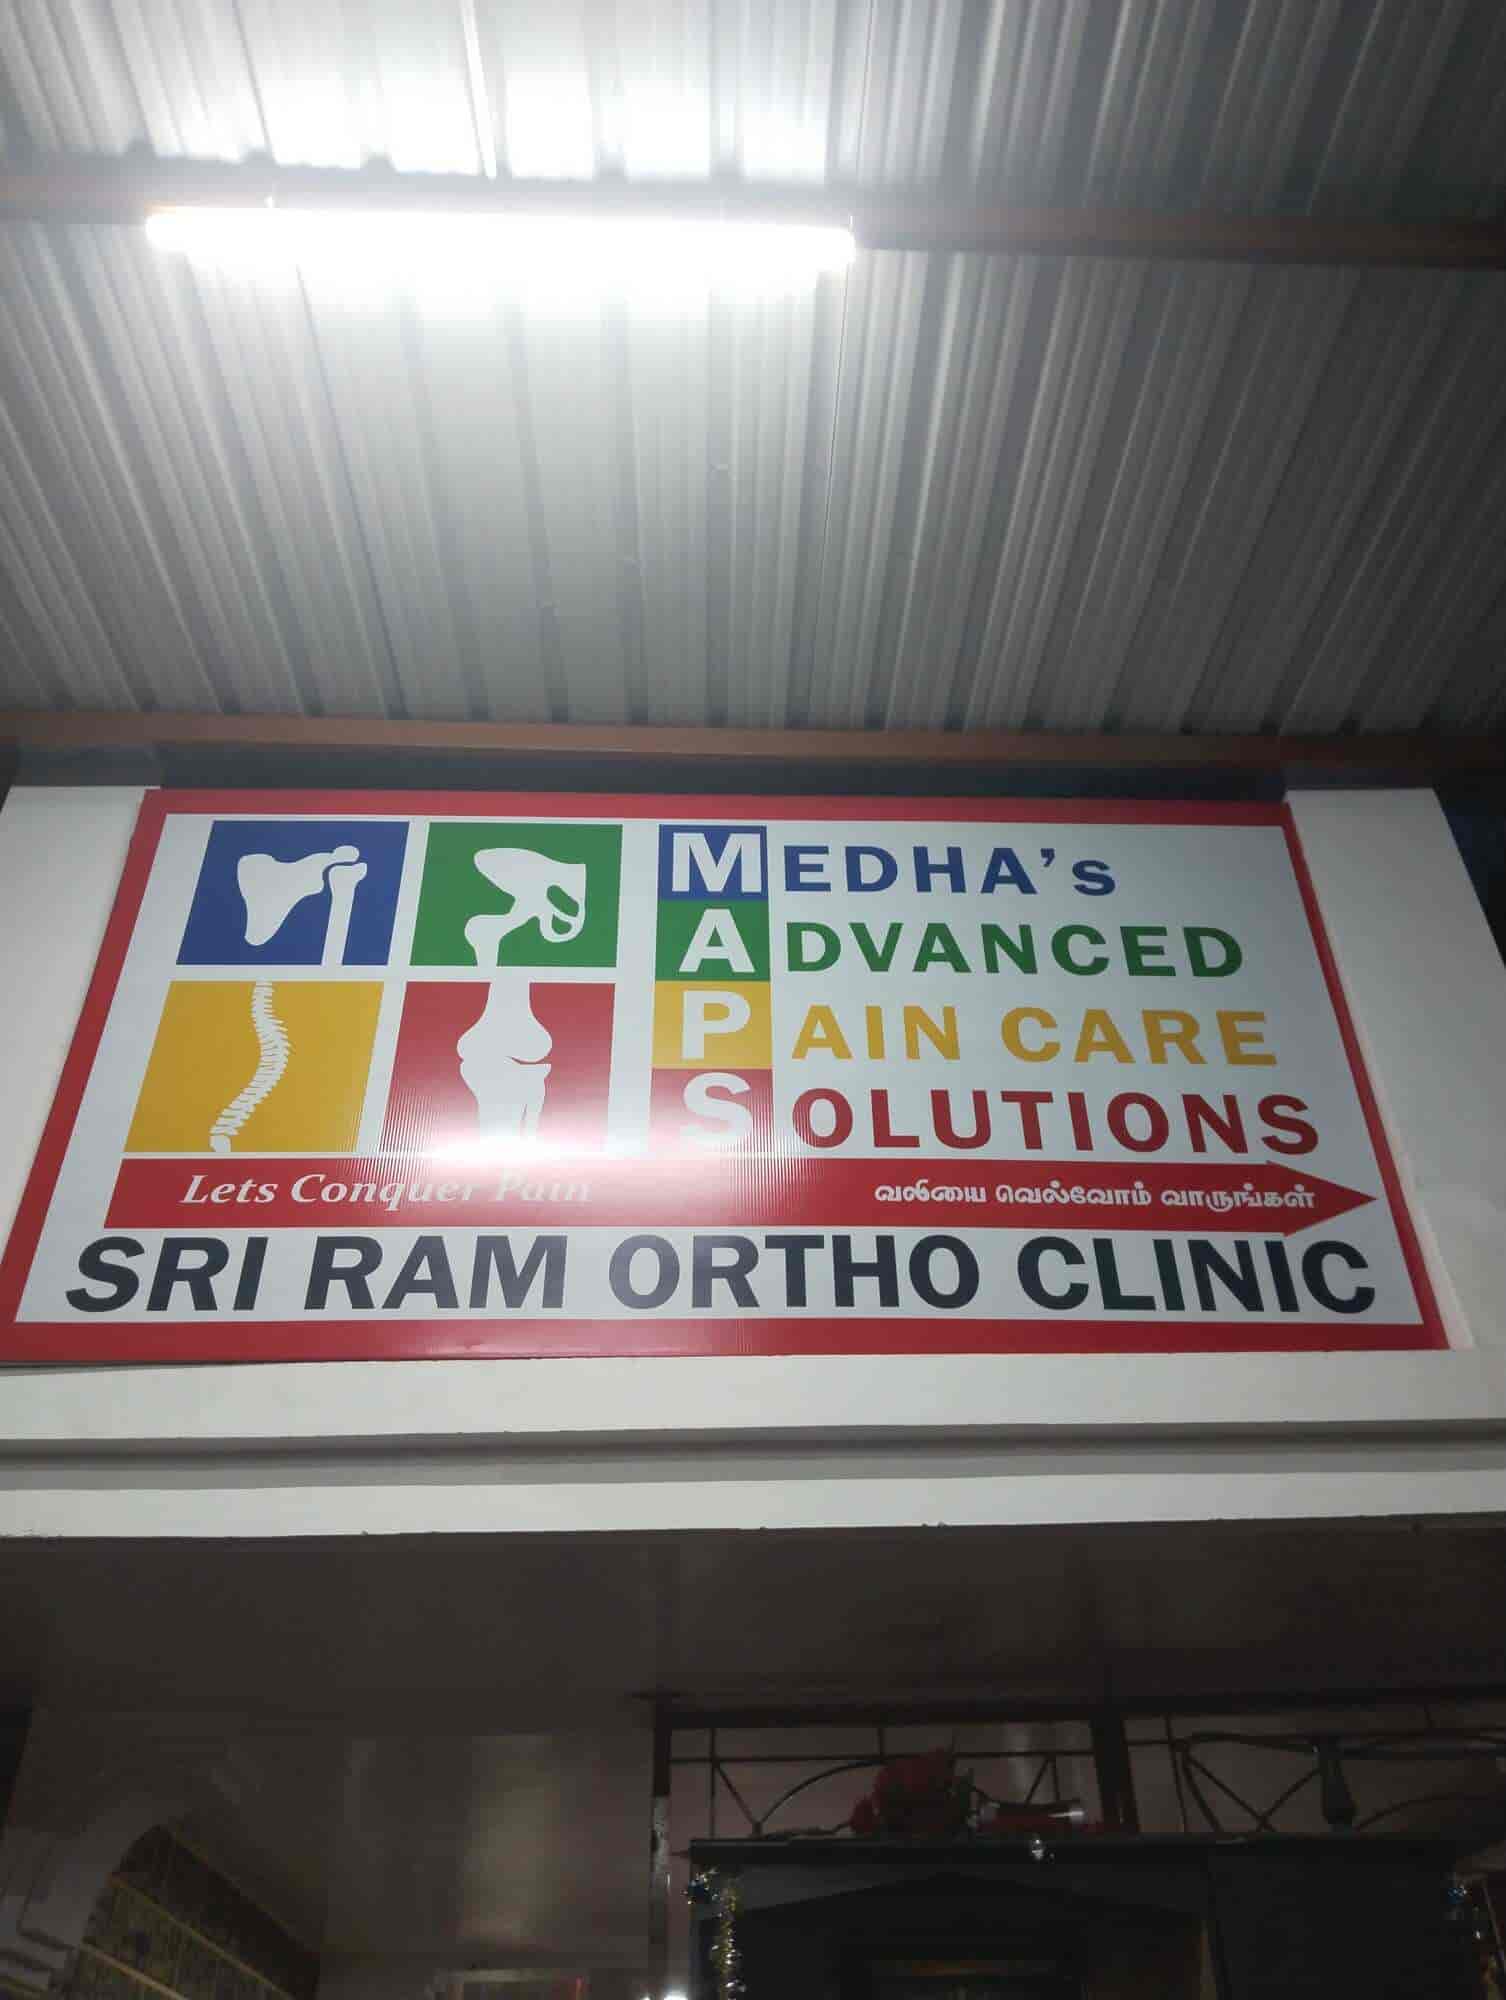 MEDHA's
ADVANCED
PAIN CARE
SOLUTIONS
Lets Conquer Pain
வலியை வெல்வோம் வாருங்கள்
SRI RAM ORTHO CLINIC